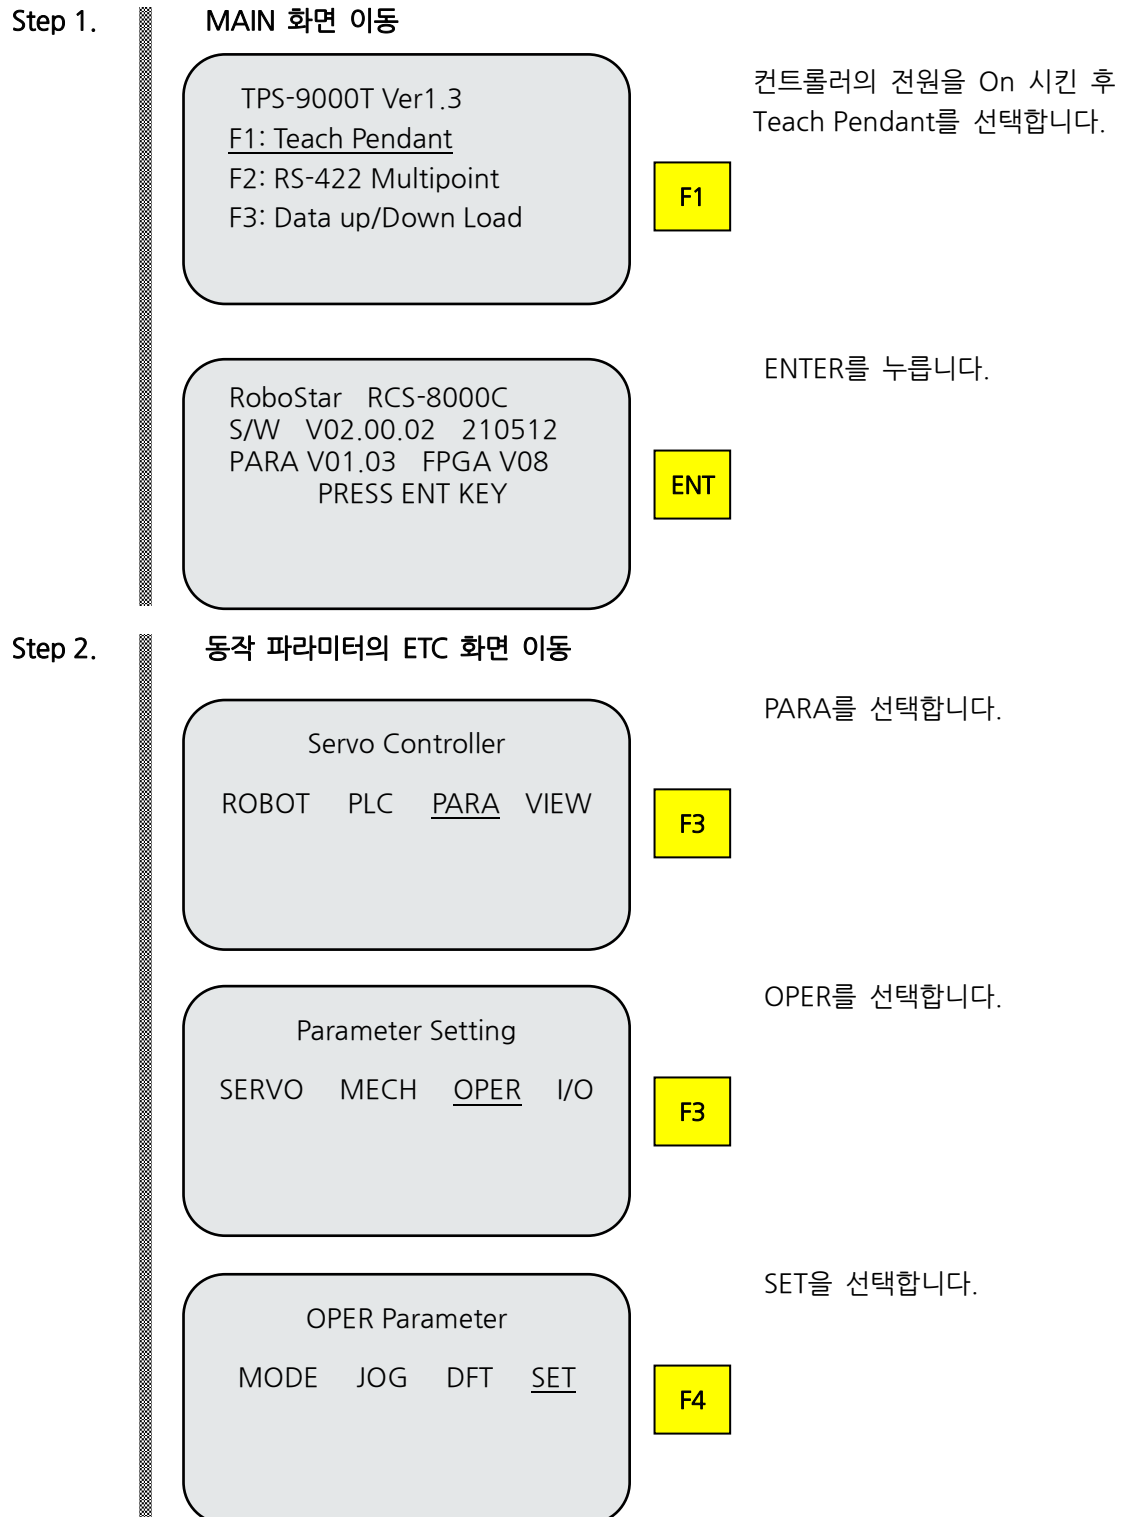 Step 1.
MAIN 화면 이동
TPS-9000T Ver1.3
F1: Teach Pendant
F2: RS-422 Multipoint
F3: Data up/Down Load
F1
컨트롤러의 전원을 On 시킨 후
Teach Pendant를 선택합니다.
RoboStar RCS-8000C
S/W V02.00.02 210512
PARA V01.03 FPGA V08
PRESS ENT KEY
ENT
ENTER를 누릅니다.
Step 2.
동작 파라미터의 ETC 화면 이동
Servo Controller
ROBOT PLC PARA VIEW
F3
PARA를 선택합니다.
Parameter Setting
SERVO MECH OPER I/O
F3
OPER를 선택합니다.
OPER Parameter
MODE JOG DFT SET
F4
SET을 선택합니다.